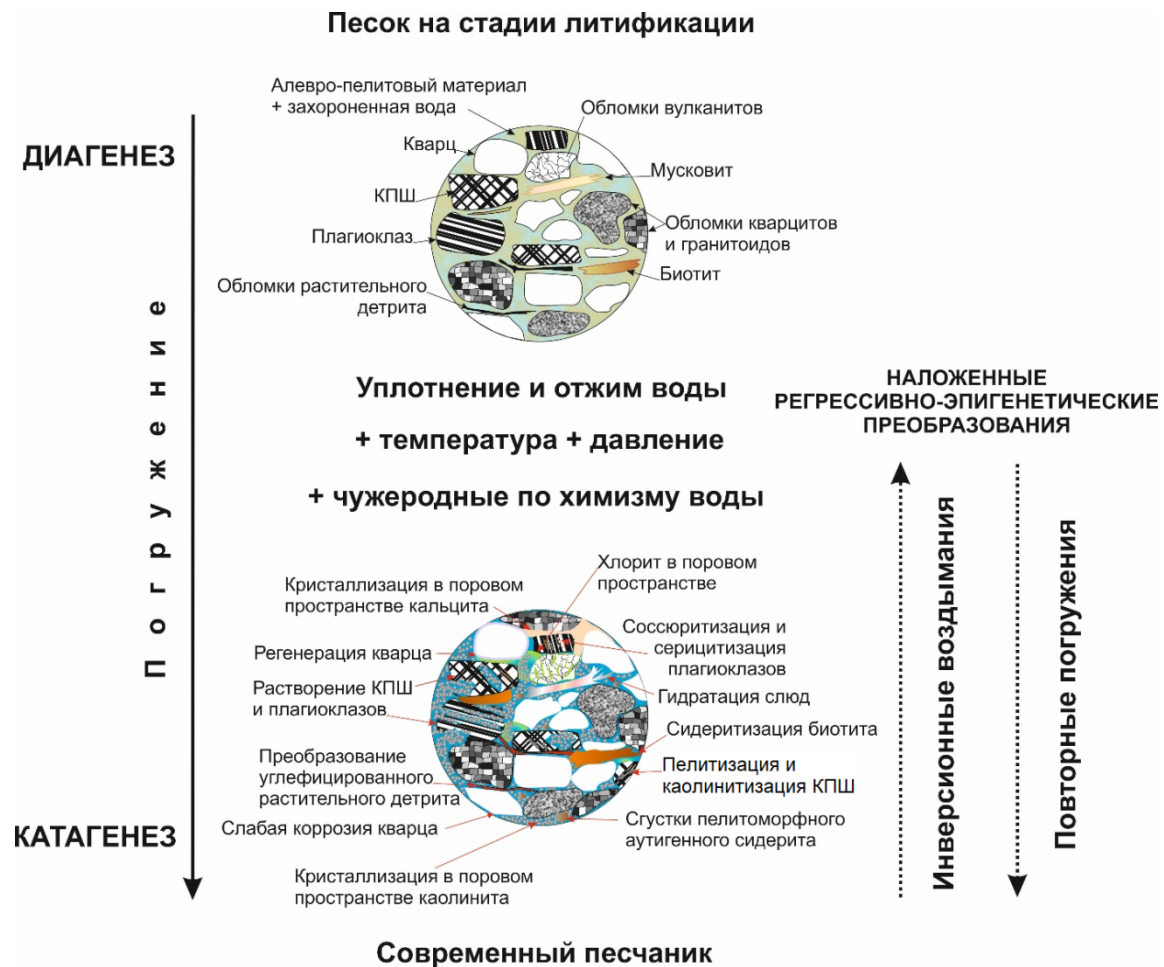 Песок на стадии литификации
Алевро-пелитовый материал
+ захороненная вода
Обломки вулканитов
ДИАГЕНЕЗ
Кварц
Мусковит
КПШ
Обломки кварцитов
и гранитоидов
Плагиоклаз
Биотит
Обломки растительного
детрита
Погружение
Уплотнение и отжим воды
+ температура + давление
+ чужеродные по химизму воды
НАЛОЖЕННЫЕ
РЕГРЕССИВНО-ЭПИГЕНЕТИЧЕСКИЕ
ПРЕОБРАЗОВАНИЯ
Инверсионные воздымания
Повторные погружения
Хлорит в поровом
пространстве
Кристаллизация в поровом
пространстве кальцита
Соссюритизация и
серицитизация
плагиоклазов
Регенерация кварца
Растворение КПШ
и плагиоклазов
Гидратация слюд
Сидеритизация биотита
Преобразование
углефицированного
растительного детрита
Пелитизация и
каолинитизация КПШ
Слабая коррозия кварца
Сгустки пелитоморфного
аутигенного сидерита
КАТАГЕНЕЗ
Кристаллизация в поровом
пространстве каолинита
Современный песчаник